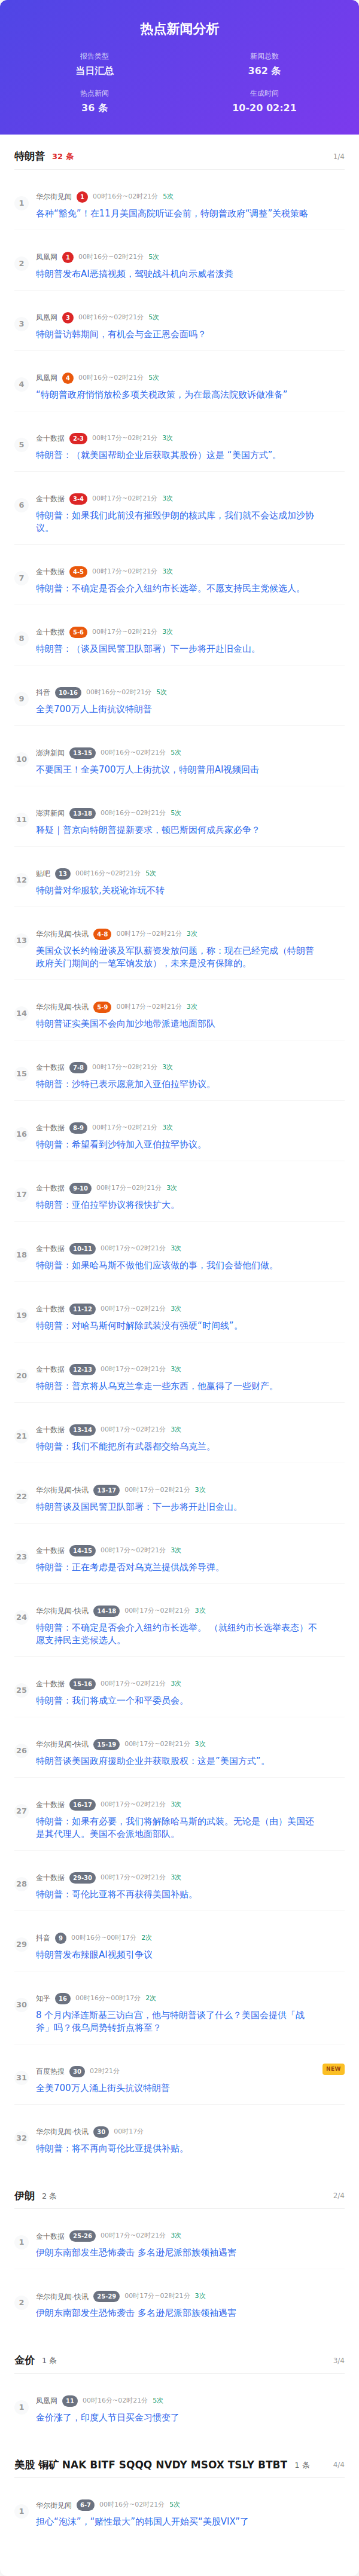 热点新闻分析
报告类型
新闻总数
当日汇总
362 条
热点新闻
生成时间
36 条
10-20 02:21
特朗普 32 条 1/4
1
华尔街见闻 1 00时16分~02时21分 5次
各种“豁免”！在11月美国高院听证会前，特朗普政府“调整”关税策略
2
凤凰网 1 00时16分~02时21分 5次
特朗普发布AI恶搞视频，驾驶战斗机向示威者泼粪
3
凤凰网 3 00时16分~02时21分 5次
特朗普访韩期间，有机会与金正恩会面吗？
4
凤凰网 4 00时16分~02时21分 5次
“特朗普政府悄悄放松多项关税政策，为在最高法院败诉做准备”
5
金十数据 2-3 00时17分~02时21分 3次
特朗普：（就美国帮助企业后获取其股份）这是 “美国方式”。
6
金十数据 3-4 00时17分~02时21分 3次
特朗普：如果我们此前没有摧毁伊朗的核武库，我们就不会达成加沙协
议。
7
金十数据 4-5 00时17分~02时21分 3次
特朗普：不确定是否会介入纽约市长选举。不愿支持民主党候选人。
8
金十数据 5-6 00时17分~02时21分 3次
特朗普：（谈及国民警卫队部署）下一步将开赴旧金山。
9
抖音 10-16 00时16分~02时21分 5次
全美700万人上街抗议特朗普
10
澎湃新闻 13-15 00时16分~02时21分 5次
不要国王！全美700万人上街抗议，特朗普用AI视频回击
11
澎湃新闻 13-18 00时16分~02时21分 5次
释疑｜普京向特朗普提新要求，顿巴斯因何成兵家必争？
12
贴吧 13 00时16分~02时21分 5次
特朗普对华服软,关税讹诈玩不转
13
华尔街见闻-快讯 4-8 00时17分~02时21分 3次
美国众议长约翰逊谈及军队薪资发放问题，称：现在已经完成（特朗普
政府关门期间的一笔军饷发放），未来是没有保障的。
14
华尔街见闻-快讯 5-9 00时17分~02时21分 3次
特朗普证实美国不会向加沙地带派遣地面部队
15
金十数据 7-8 00时17分~02时21分 3次
特朗普：沙特已表示愿意加入亚伯拉罕协议。
16
金十数据 8-9 00时17分~02时21分 3次
特朗普：希望看到沙特加入亚伯拉罕协议。
17
金十数据 9-10 00时17分~02时21分 3次
特朗普：亚伯拉罕协议将很快扩大。
18
金十数据 10-11 00时17分~02时21分 3次
特朗普：如果哈马斯不做他们应该做的事，我们会替他们做。
19
金十数据 11-12 00时17分~02时21分 3次
特朗普：对哈马斯何时解除武装没有强硬“时间线”。
20
金十数据 12-13 00时17分~02时21分 3次
特朗普：普京将从乌克兰拿走一些东西，他赢得了一些财产。
21
金十数据 13-14 00时17分~02时21分 3次
特朗普：我们不能把所有武器都交给乌克兰。
22
华尔街见闻-快讯 13-17 00时17分~02时21分 3次
特朗普谈及国民警卫队部署：下一步将开赴旧金山。
23
金十数据 14-15 00时17分~02时21分 3次
特朗普：正在考虑是否对乌克兰提供战斧导弹。
24
华尔街见闻-快讯 14-18 00时17分~02时21分 3次
特朗普：不确定是否会介入纽约市长选举。 （就纽约市长选举表态）不
愿支持民主党候选人。
25
金十数据 15-16 00时17分~02时21分 3次
特朗普：我们将成立一个和平委员会。
26
华尔街见闻-快讯 15-19 00时17分~02时21分 3次
特朗普谈美国政府援助企业并获取股权：这是“美国方式”。
27
金十数据 16-17 00时17分~02时21分 3次
特朗普：如果有必要，我们将解除哈马斯的武装。无论是（由）美国还
是其代理人。美国不会派地面部队。
28
金十数据 29-30 00时17分~02时21分 3次
特朗普：哥伦比亚将不再获得美国补贴。
29
抖音 9 00时16分~00时17分 2次
特朗普发布辣眼AI视频引争议
30
知乎 16 00时16分~00时17分 2次
8 个月内泽连斯基三访白宫，他与特朗普谈了什么？美国会提供「战
斧」吗？俄乌局势转折点将至？
31
百度热搜 30 02时21分 NEW
全美700万人涌上街头抗议特朗普
32
华尔街见闻-快讯 30 00时17分
特朗普：将不再向哥伦比亚提供补贴。
伊朗 2 条 2/4
1
金十数据 25-26 00时17分~02时21分 3次
伊朗东南部发生恐怖袭击 多名逊尼派部族领袖遇害
2
华尔街见闻-快讯 25-29 00时17分~02时21分 3次
伊朗东南部发生恐怖袭击 多名逊尼派部族领袖遇害
金价 1 条 3/4
1
凤凰网 11 00时16分~02时21分 5次
金价涨了，印度人节日买金习惯变了
美股 铜矿 NAK BITF SQQQ NVDY MSOX TSLY BTBT 1 条 4/4
1
华尔街见闻 6-7 00时16分~02时21分 5次
担心“泡沫”，“赌性最大”的韩国人开始买“美股VIX”了